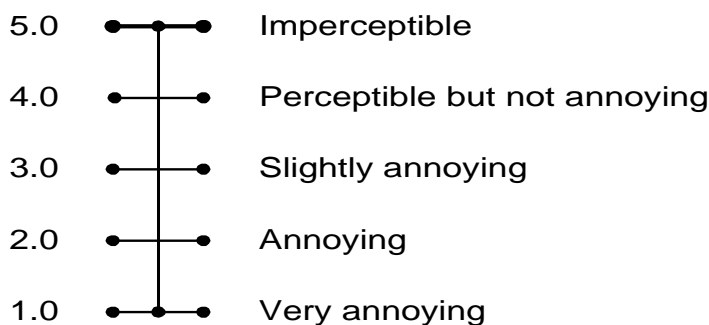 5.0 Imperceptible
4.0 Perceptible but not annoying
3.0 Slightly annoying
2.0 Annoying
1.0 Very annoying